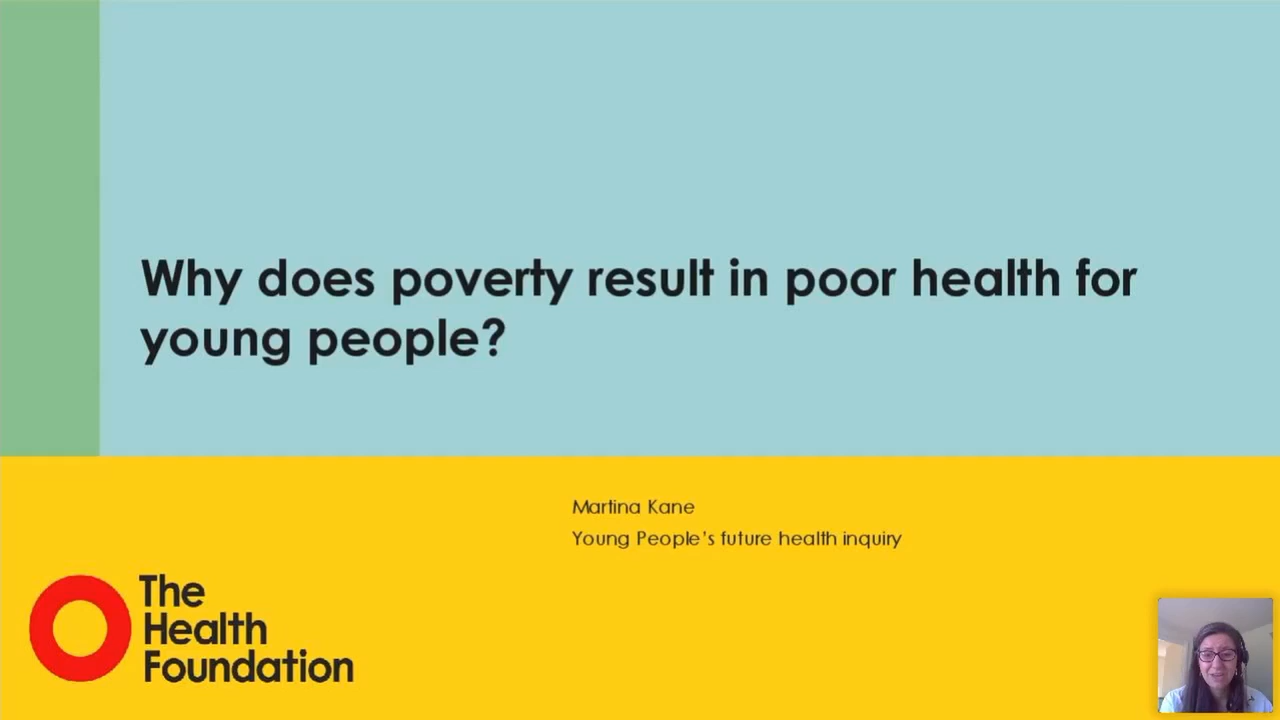 Why does poverty result in poor health for
young people?
Martina Kane
Young People's future health inquiry
The
Health
Foundation